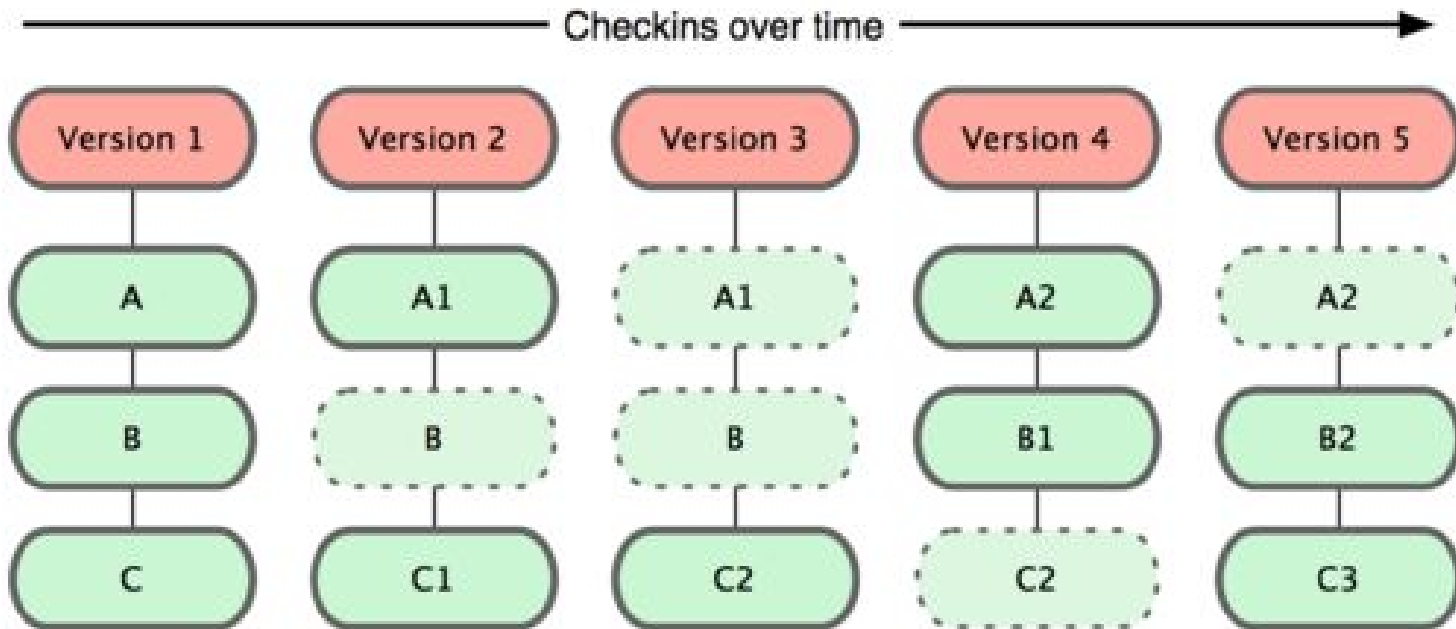 Checkins over time
Version 1 Version 2 Version 3 Version 4 Version 5
A A1 A1 A2 A2
B B B B1 B2
C C1 C2 C2 C3